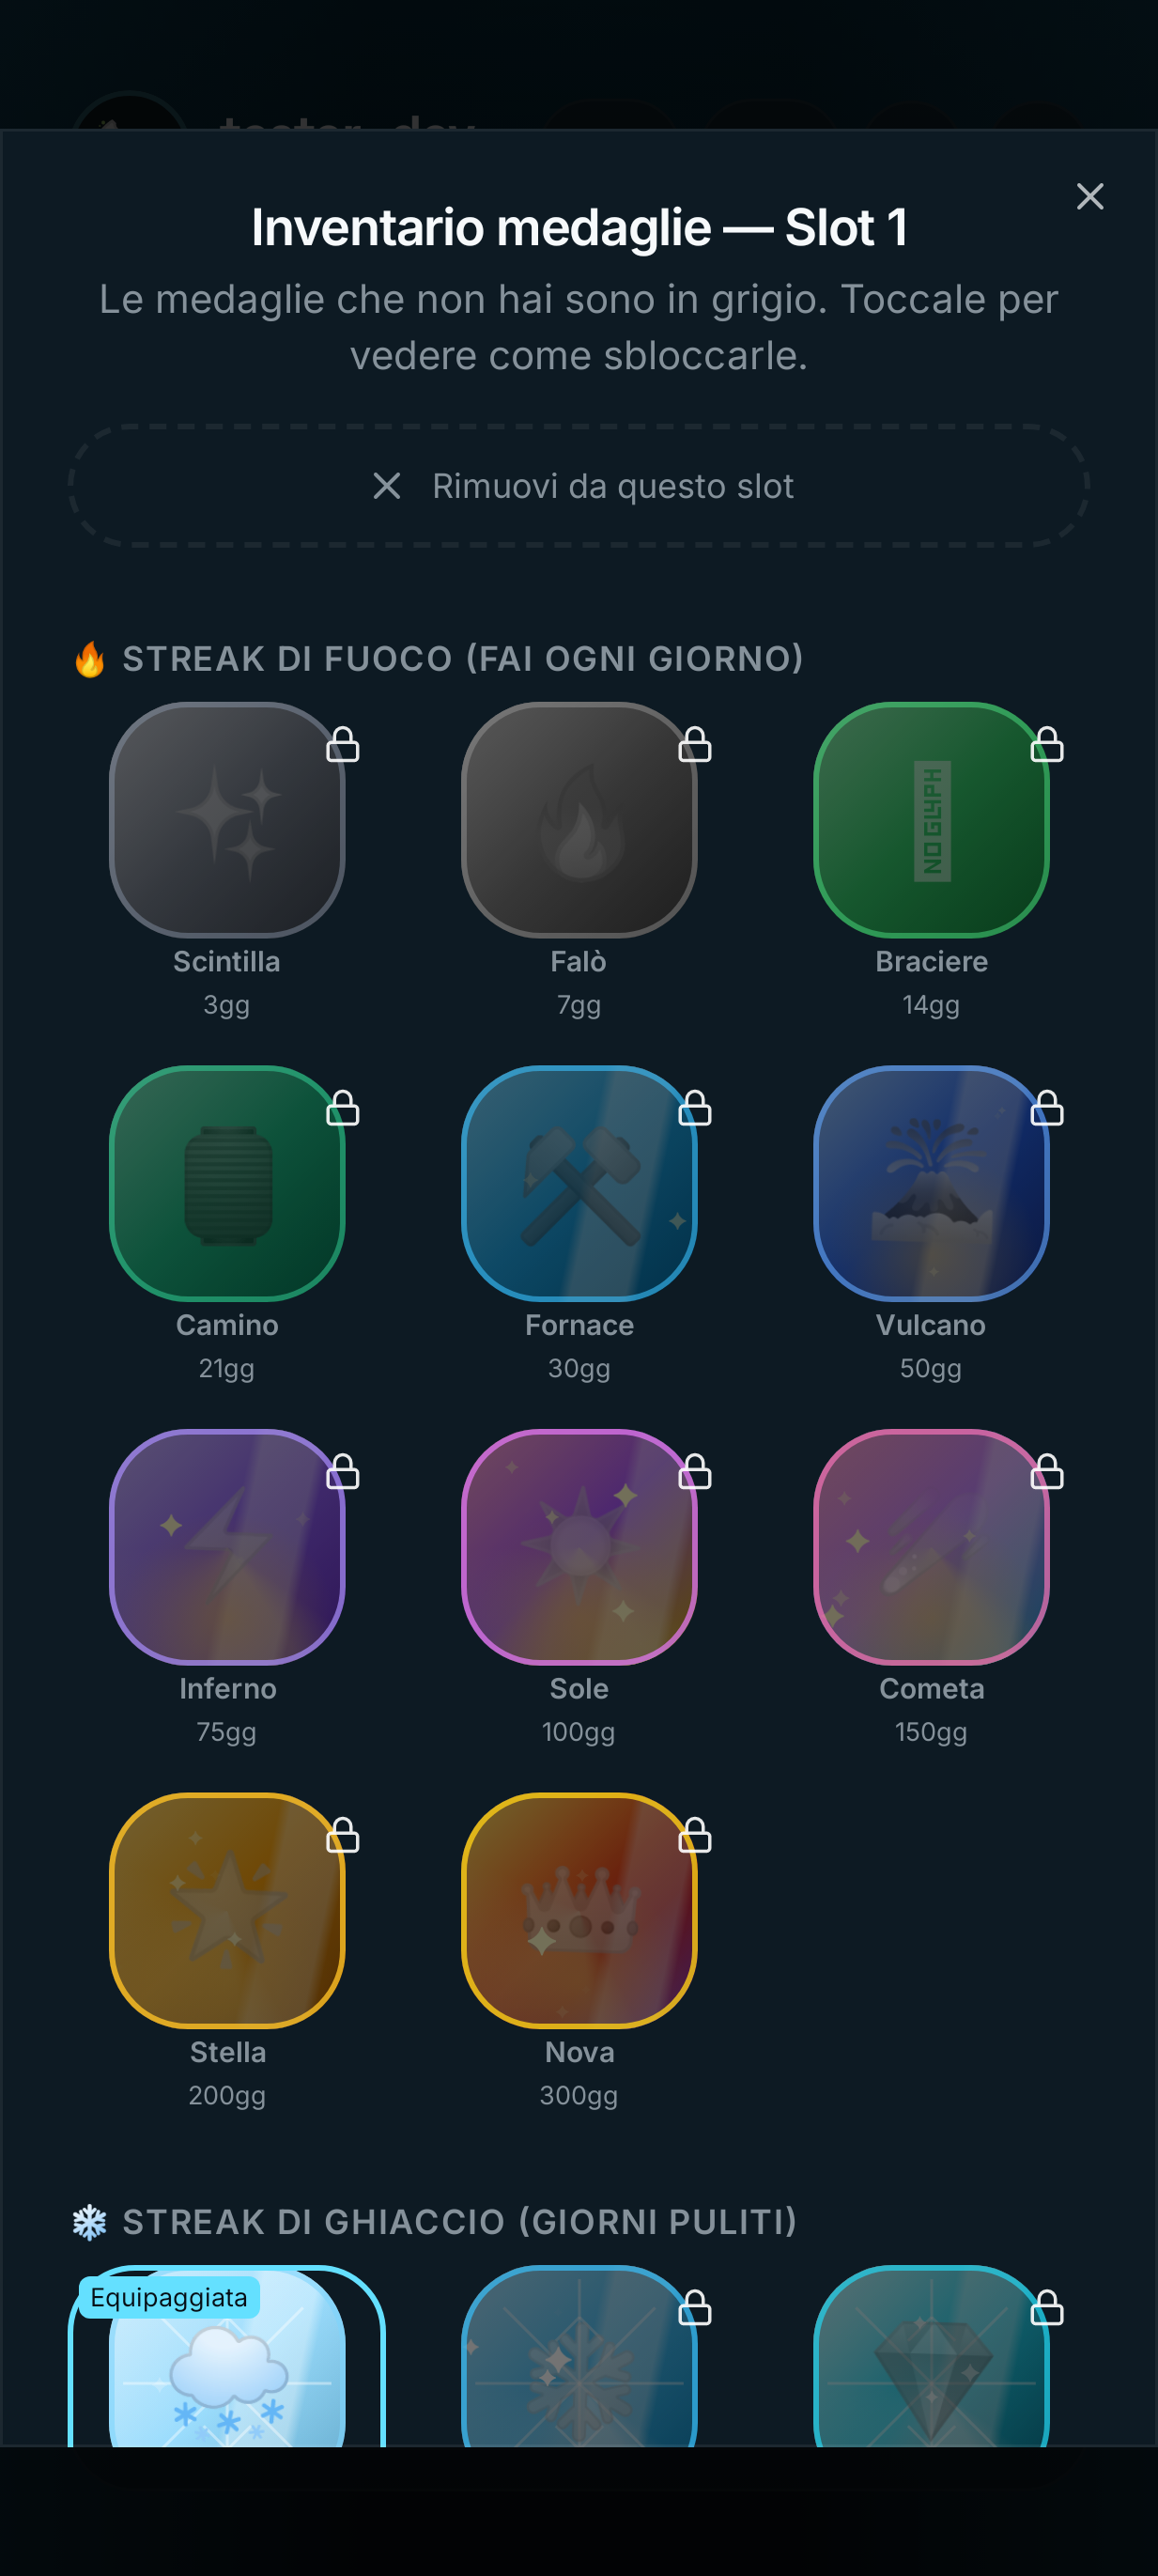 Inventario medaglie — Slot 1
Le medaglie che non hai sono in grigio. Toccale per
vedere come sbloccarle.
Rimuovi da questo slot
STREAK DI FUOCO (FAI OGNI GIORNO)
NO GLYPH
Scintilla
Falò
Braciere
3gg
7gg
14gg
Camino
Fornace
Vulcano
21gg
30gg
50gg
Inferno
Sole
Cometa
75gg
100gg
150gg
Stella
Nova
200gg
300gg
STREAK DI GHIACCIO (GIORNI PULITI)
Equipaggiata